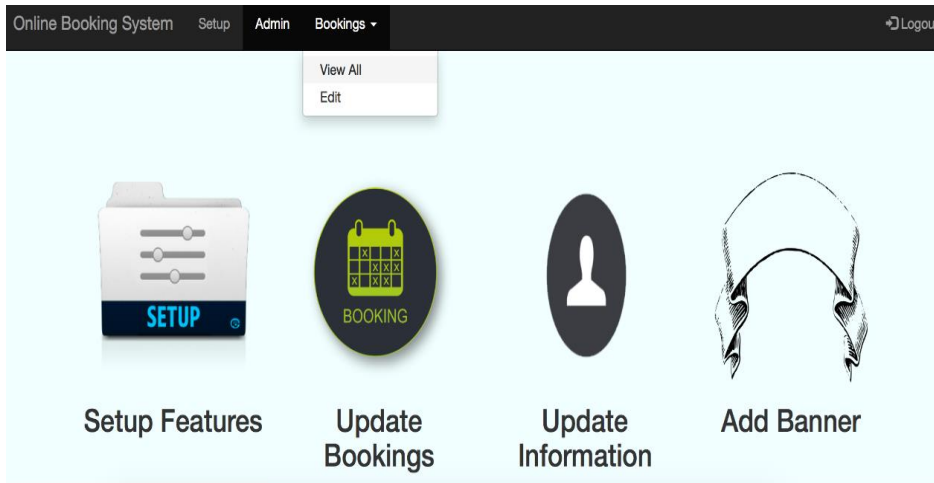 Online Booking System Setup Admin Bookings Logou
View All
Edit
SETUP
BOOKING
Setup Features
Update
Bookings
Update
Information
Add Banner